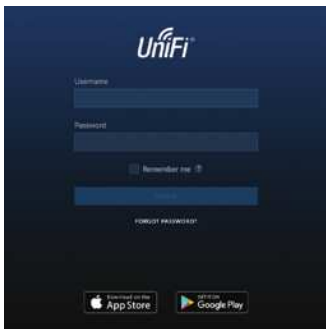 UniFi
Username
Password
Remember me ?
FORGOT PASSWORD?
Download on the
App Store
GET IT ON
Google Play